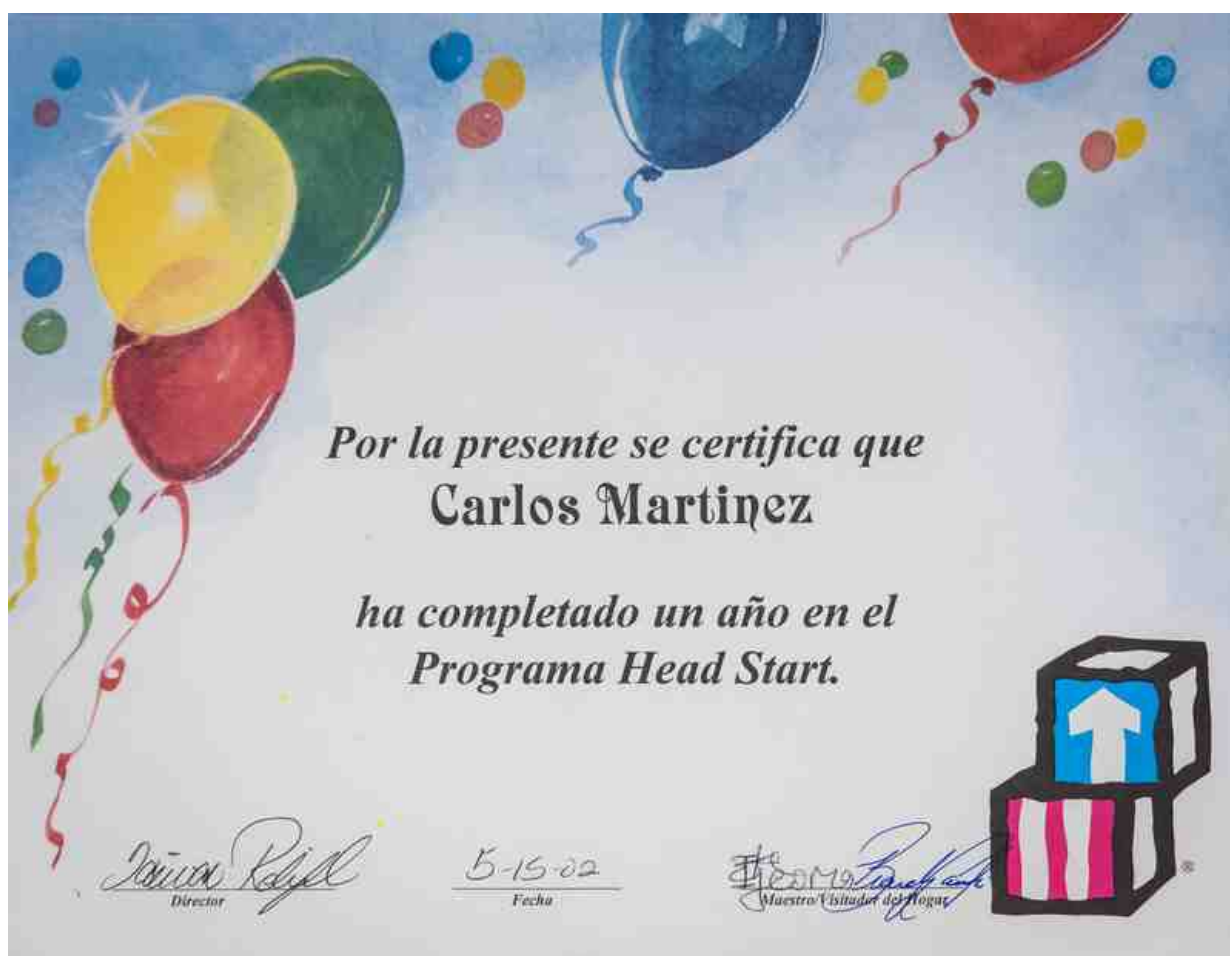 Por la presente se certifica que
Carlos Martinez
ha completado un año en el
Programa Head Start.
5-15-02
Director
Fecha
Maestro/Visitador del Hogar
®